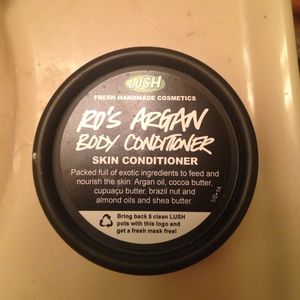 LUSH
FRESH HANDMADE COSMETICS
RO'S ARGAN
BODY CONDITIONER
SKIN CONDITIONER
Packed full of exotic ingredients to feed and
nourish the skin: Argan oil, cocoa butter,
cupuaçu butter, brazil nut and
almond oils and shea butter.
Bring back 5 clean LUSH
pots with this logo and
get a fresh mask free!
US-1A